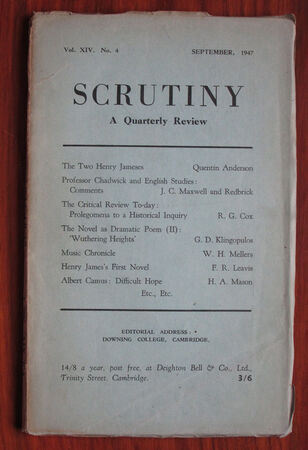 Vol. XIV. No. 4 SEPTEMBER, 1947
SCRUTINY
A Quarterly Review
The Two Henry Jameses Quentin Anderson
Professor Chadwick and English Studies:
Comments J. C. Maxwell and Redbrick
The Critical Review To-day:
Prolegomena to a Historical Inquiry R. G. Cox
The Novel as Dramatic Poem (II):
'Wuthering Heights' G. D. Klingopulos
Music Chronicle W. H. Mellers
Henry James's First Novel F. R. Leavis
Albert Camus: Difficult Hope H. A. Mason
Etc., Etc.
EDITORIAL ADDRESS: •
DOWNING COLLEGE, CAMBRIDGE.
14/8 a year, post free, at Deighton Bell & Co., Ltd.,
Trinity Street, Cambridge. 3/6